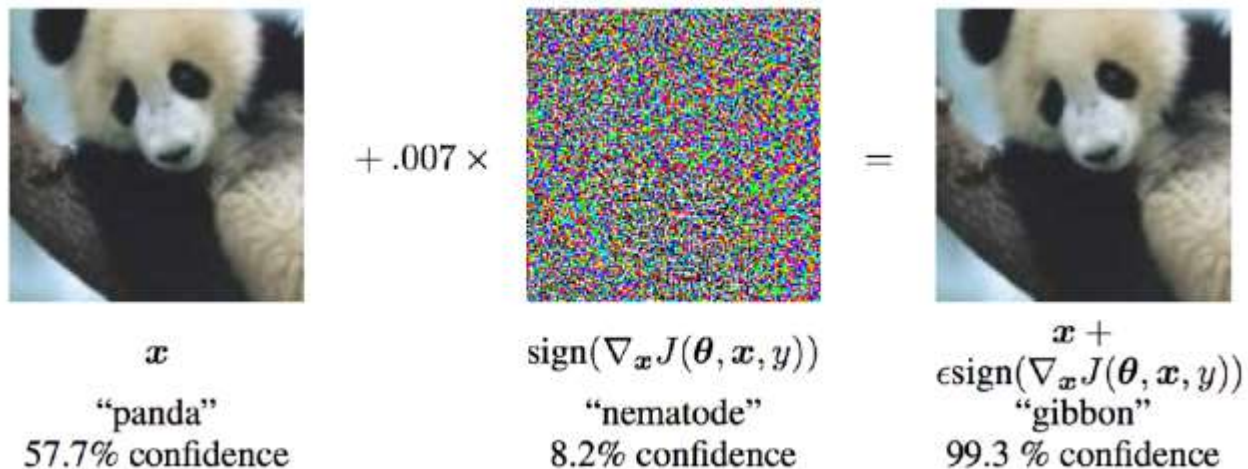 + .007 ×
=
x
sign(∇ₓJ(θ, x, y))
x +
ϵsign(∇ₓJ(θ, x, y))
“panda”
“nematode”
“gibbon”
57.7% confidence
8.2% confidence
99.3 % confidence